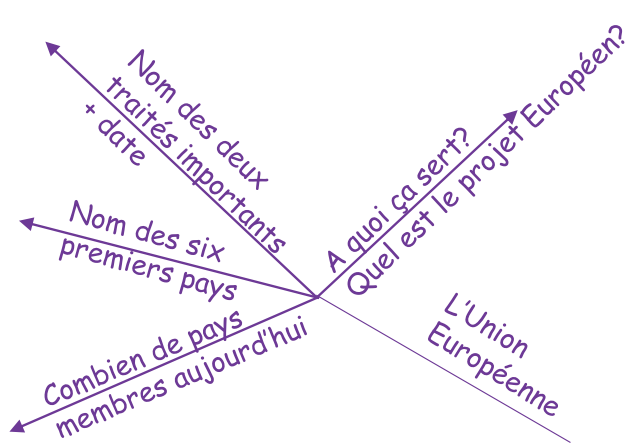 Nom des deux
traités importants
+ date
A quoi ça sert?
Quel est le projet Européen?
Nom des six
premiers pays
Combien de pays
membres aujourd'hui
L'Union
Européenne